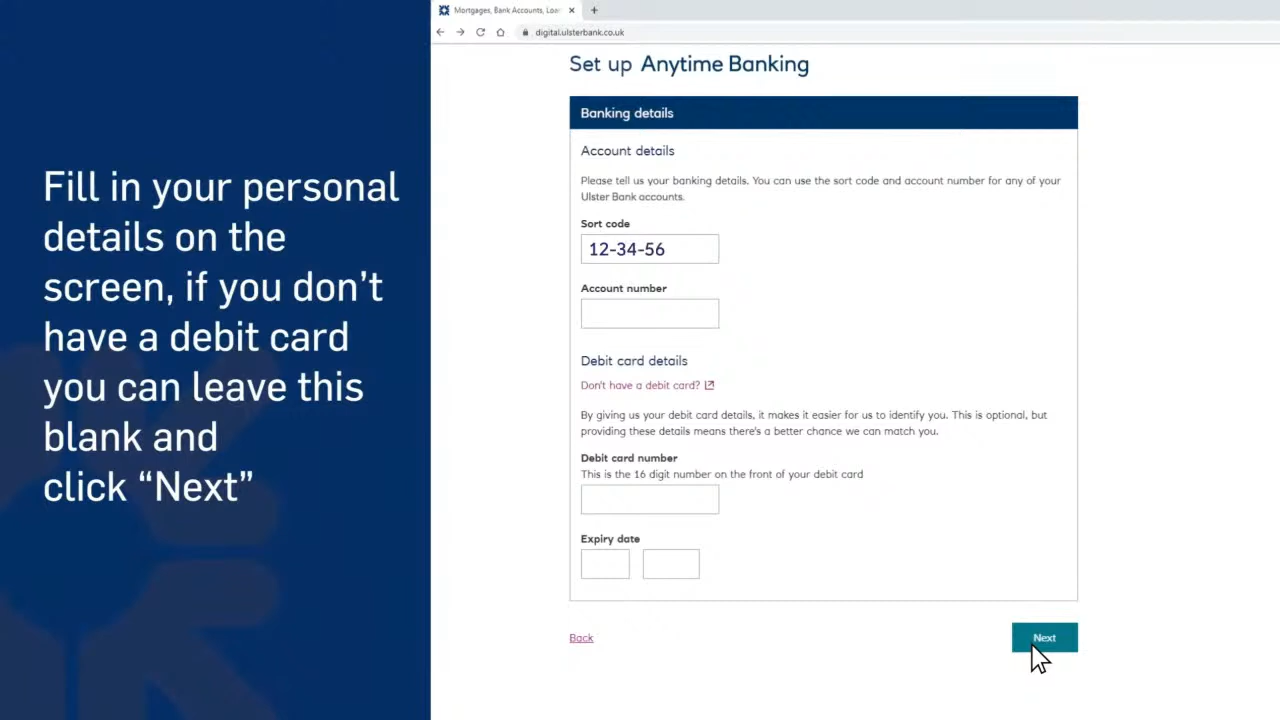 Fill in your personal
details on the
screen, if you don’t
have a debit card
you can leave this
blank and
click “Next”
Mortgages, Bank Accounts, Loa
digital.ulsterbank.co.uk
Set up Anytime Banking
Banking details
Account details
Please tell us your banking details. You can use the sort code and account number for any of your
Ulster Bank accounts.
Sort code
12-34-56
Account number
Debit card details
Don't have a debit card?
By giving us your debit card details, it makes it easier for us to identify you. This is optional, but
providing these details means there's a better chance we can match you.
Debit card number
This is the 16 digit number on the front of your debit card
Expiry date
Back
Next